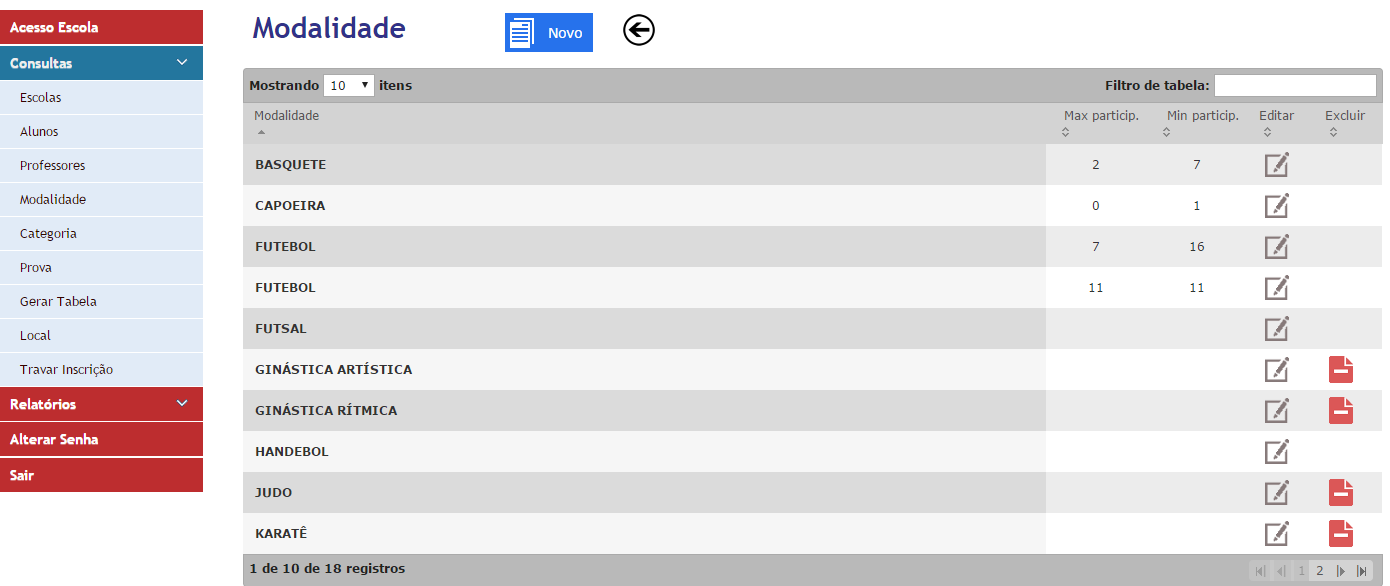 Acesso Escola
Consultas
Escolas
Alunos
Professores
Modalidade
Categoria
Prova
Gerar Tabela
Local
Travar Inscrição
Relatórios
Alterar Senha
Sair
Modalidade
Novo
Mostrando 10 itens Filtro de tabela:
Modalidade Max particip. Min particip. Editar Excluir
BASQUETE 2 7
CAPOEIRA 0 1
FUTEBOL 7 16
FUTEBOL 11 11
FUTSAL
GINÁSTICA ARTÍSTICA
GINÁSTICA RÍTMICA
HANDEBOL
JUDO
KARATÊ
1 de 10 de 18 registros 1 2